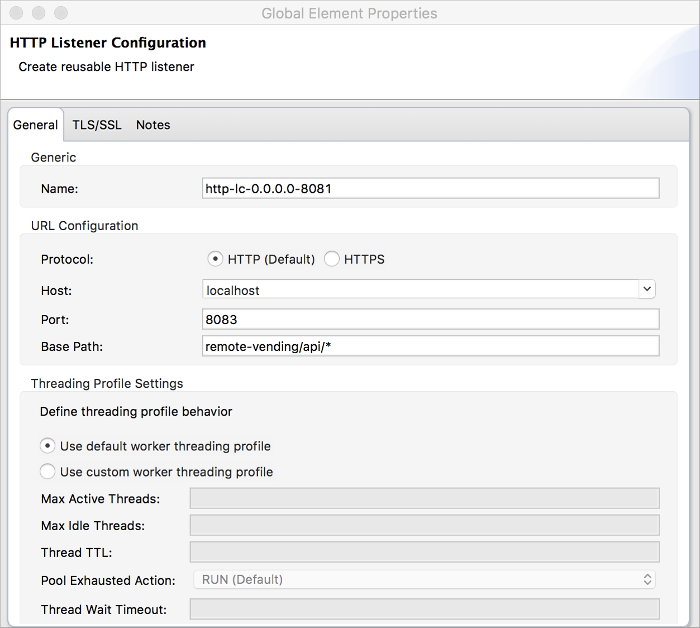 Global Element Properties
HTTP Listener Configuration
Create reusable HTTP listener
General TLS/SSL Notes
Generic
Name: http-lc-0.0.0.0-8081
URL Configuration
Protocol: HTTP (Default) HTTPS
Host: localhost
Port: 8083
Base Path: remote-vending/api/*
Threading Profile Settings
Define threading profile behavior
Use default worker threading profile
Use custom worker threading profile
Max Active Threads:
Max Idle Threads:
Thread TTL:
Pool Exhausted Action: RUN (Default)
Thread Wait Timeout: